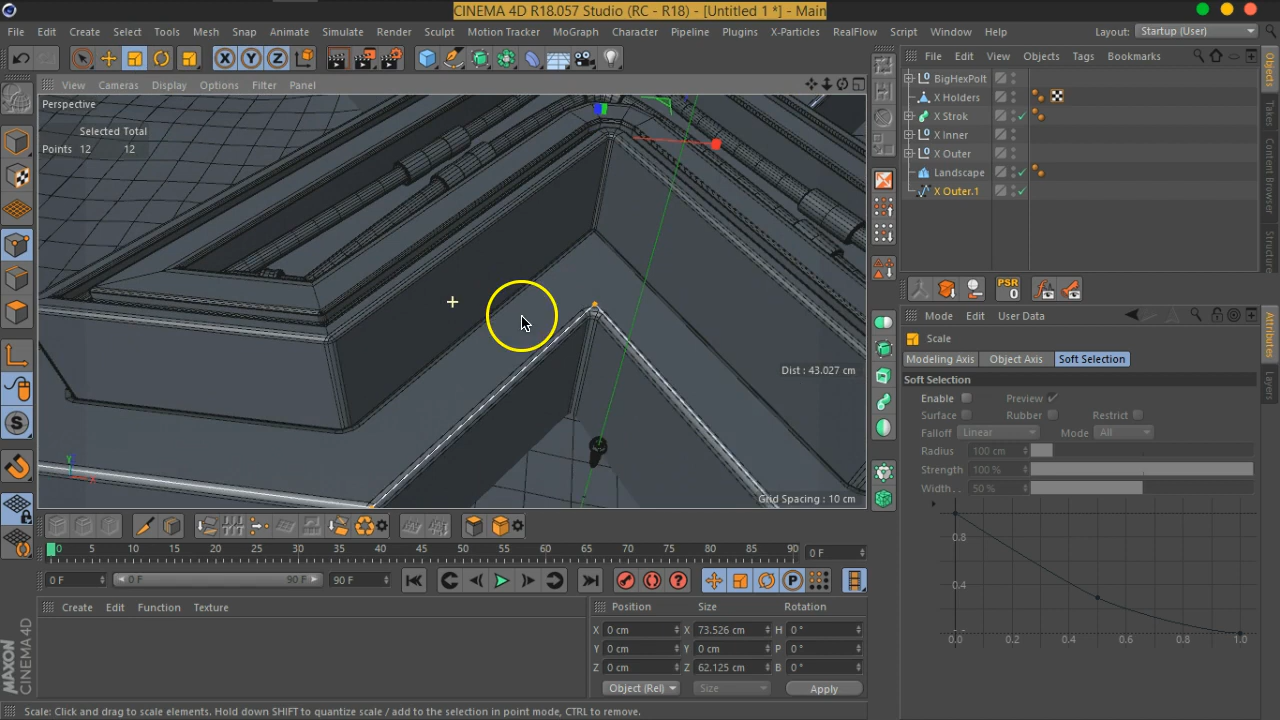 CINEMA 4D R18.057 Studio (RC - R18) - [Untitled 1 *] - Main
File Edit Create Select Tools Mesh Snap Animate Simulate Render Sculpt Motion Tracker MoGraph Character Pipeline Plugins X-Particles RealFlow Script Window Help Layout: Startup (User)
View Cameras Display Options Filter Panel
File Edit View Objects Tags Bookmarks
Perspective
Selected Total
Points 12 12
BigHexPolt
X Holders
X Strok
X Inner
X Outer
Landscape
X Outer.1
Objects
Takes
Content Browser
Structure
PSR
0
Mode Edit User Data
Scale
Modeling Axis Object Axis Soft Selection
Soft Selection
Enable Preview
Surface Rubber Restrict
Falloff Linear Mode All
Radius 100 cm
Strength 100 %
Width . . 50 %
0.8
0.4
0.0 0.2 0.4 0.6 0.8 1.0
Attributes
Layers
Dist : 43.027 cm
Grid Spacing : 10 cm
Y
X
0 5 10 15 20 25 30 35 40 45 50 55 60 65 70 75 80 85 90 0 F
0 F 0 F 90 F 90 F
Create Edit Function Texture
Position Size Rotation
X 0 cm X 73.526 cm H 0 °
Y 0 cm Y 0 cm P 0 °
Z 0 cm Z 62.125 cm B 0 °
Object (Rel) Size Apply
MAXON
CINEMA 4D
Scale: Click and drag to scale elements. Hold down SHIFT to quantize scale / add to the selection in point mode, CTRL to remove.